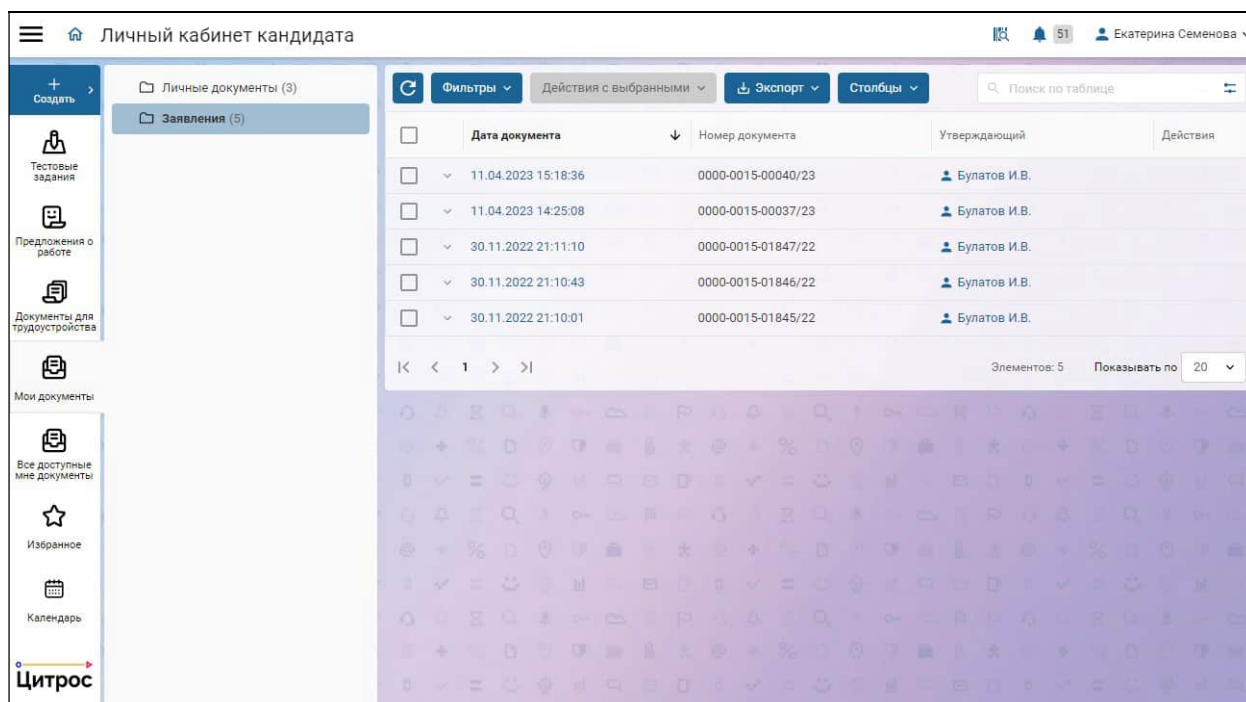 Личный кабинет кандидата
51
Екатерина Семенова
Создать
Тестовые
задания
Предложения о
работе
Документы для
трудоустройства
Мои документы
Все доступные
мне документы
Избранное
Календарь
Цитрос
Личные документы (3)
Заявления (5)
Фильтры
Действия с выбранными
Экспорт
Столбцы
Поиск по таблице
Дата документа Номер документа Утверждающий Действия
11.04.2023 15:18:36 0000-0015-00040/23 Булатов И.В.
11.04.2023 14:25:08 0000-0015-00037/23 Булатов И.В.
30.11.2022 21:11:10 0000-0015-01847/22 Булатов И.В.
30.11.2022 21:10:43 0000-0015-01846/22 Булатов И.В.
30.11.2022 21:10:01 0000-0015-01845/22 Булатов И.В.
1 Элементов: 5 Показывать по 20